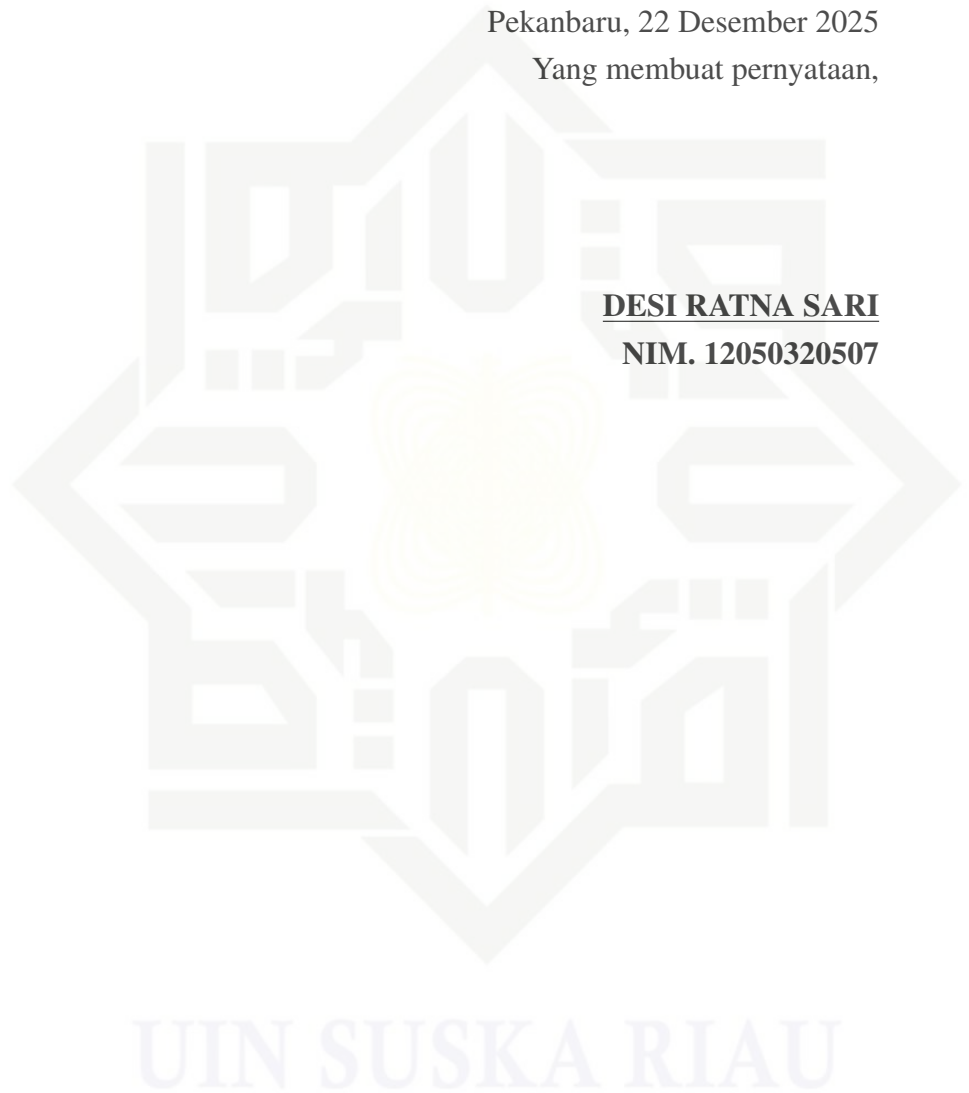 Pekanbaru, 22 Desember 2025
Yang membuat pernyataan,
DESI RATNA SARI
NIM. 12050320507
UIN SUSKA RIAU